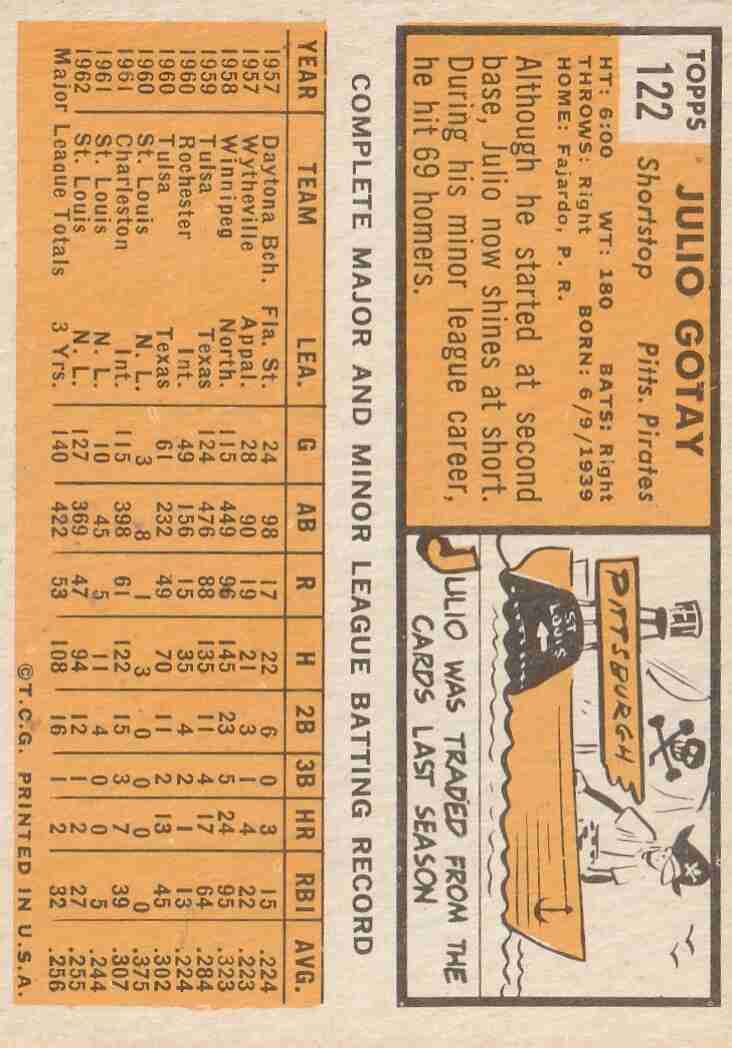 TOPPS
122
JULIO GOTAY
Shortstop Pitts. Pirates
HT: 6:00 WT: 180 BATS: Right
THROWS: Right BORN: 6/9/1939
HOME: Fajardo, P. R.
Although he started at second
base, Julio now shines at short.
During his minor league career,
he hit 69 homers.
PITTSBURGH
ST LOUIS
JULIO WAS TRADED FROM THE
CARDS LAST SEASON
COMPLETE MAJOR AND MINOR LEAGUE BATTING RECORD
YEAR TEAM LEA. G AB R H 2B 3B HR RBI AVG.
1957 Daytona Bch. Fla. St. 24 98 17 22 6 0 3 15 .224
1957 Wytheville Appal. 28 90 19 21 3 1 4 22 .223
1958 Winnipeg North. 115 449 96 145 23 5 24 95 .323
1959 Tulsa Texas 124 476 88 135 11 4 17 64 .284
1960 Rochester Int. 49 156 15 35 4 2 1 13 .224
1960 Tulsa Texas 61 232 49 70 11 2 13 45 .302
1960 St. Louis N. L. 3 8 1 3 0 0 0 0 .375
1961 Charleston Int. 115 398 61 122 15 3 7 39 .307
1961 St. Louis N. L. 10 45 5 11 4 0 0 5 .244
1962 St. Louis N. L. 127 369 47 94 12 1 2 27 .255
Major League Totals 3 Yrs. 140 422 53 108 16 1 2 32 .256
©T.C.G. PRINTED IN U.S.A.